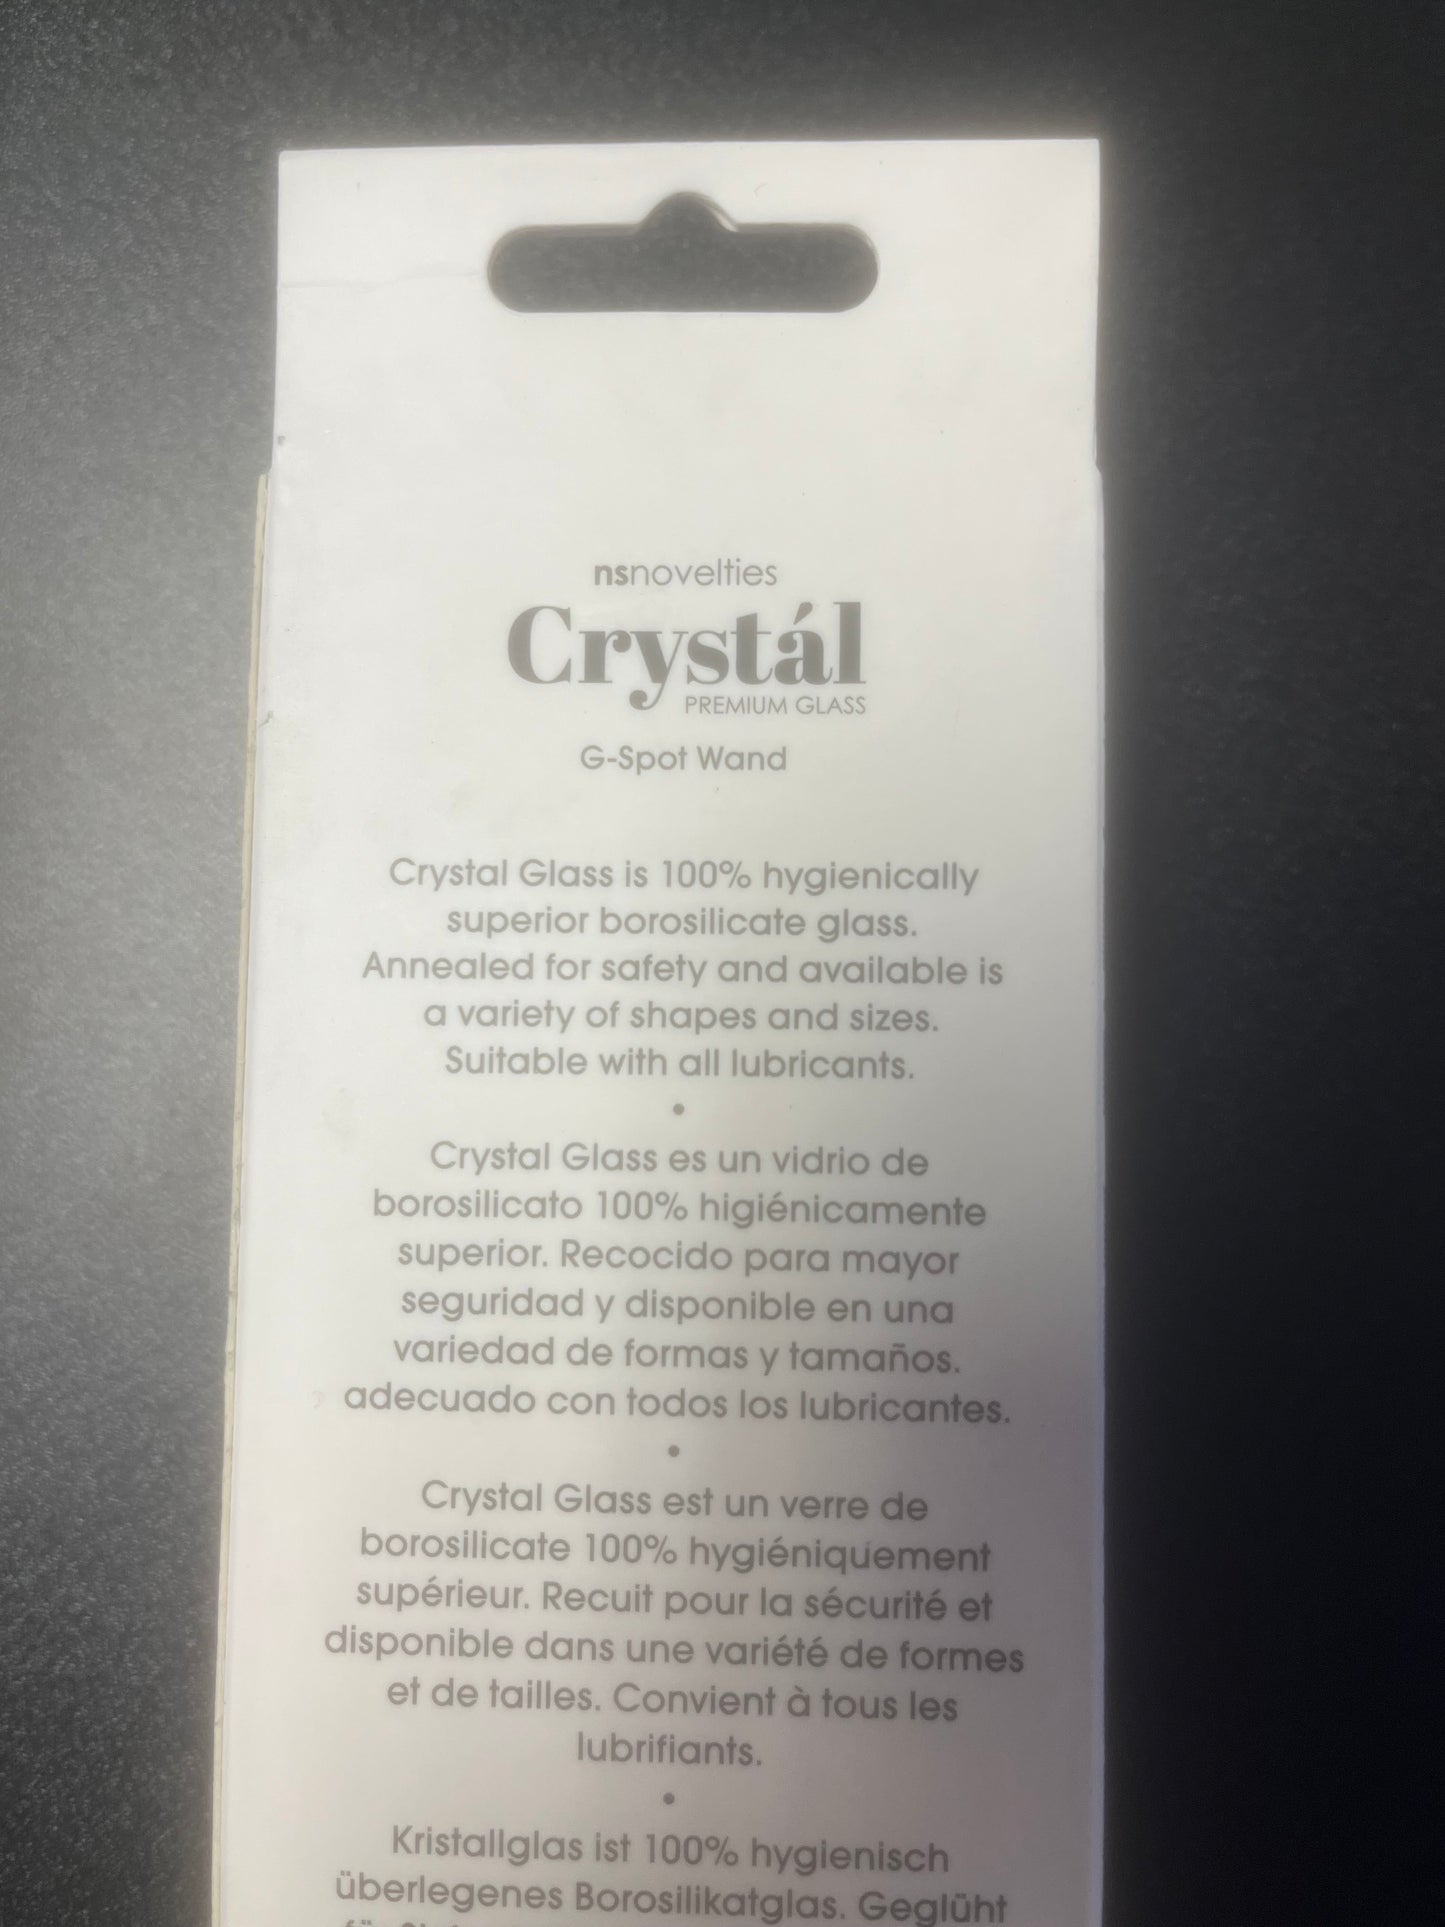 nsnovelties
Crystál
PREMIUM GLASS
G-Spot Wand
Crystal Glass is 100% hygienically
superior borosilicate glass.
Annealed for safety and available is
a variety of shapes and sizes.
Suitable with all lubricants.
•
Crystal Glass es un vidrio de
borosilicato 100% higiénicamente
superior. Recocido para mayor
seguridad y disponible en una
variedad de formas y tamaños.
adecuado con todos los lubricantes.
•
Crystal Glass est un verre de
borosilicate 100% hygiéniquement
supérieur. Recuit pour la sécurité et
disponible dans une variété de formes
et de tailles. Convient à tous les
lubrifiants.
•
Kristallglas ist 100% hygienisch
überlegenes Borosilikatglas. Geglüht